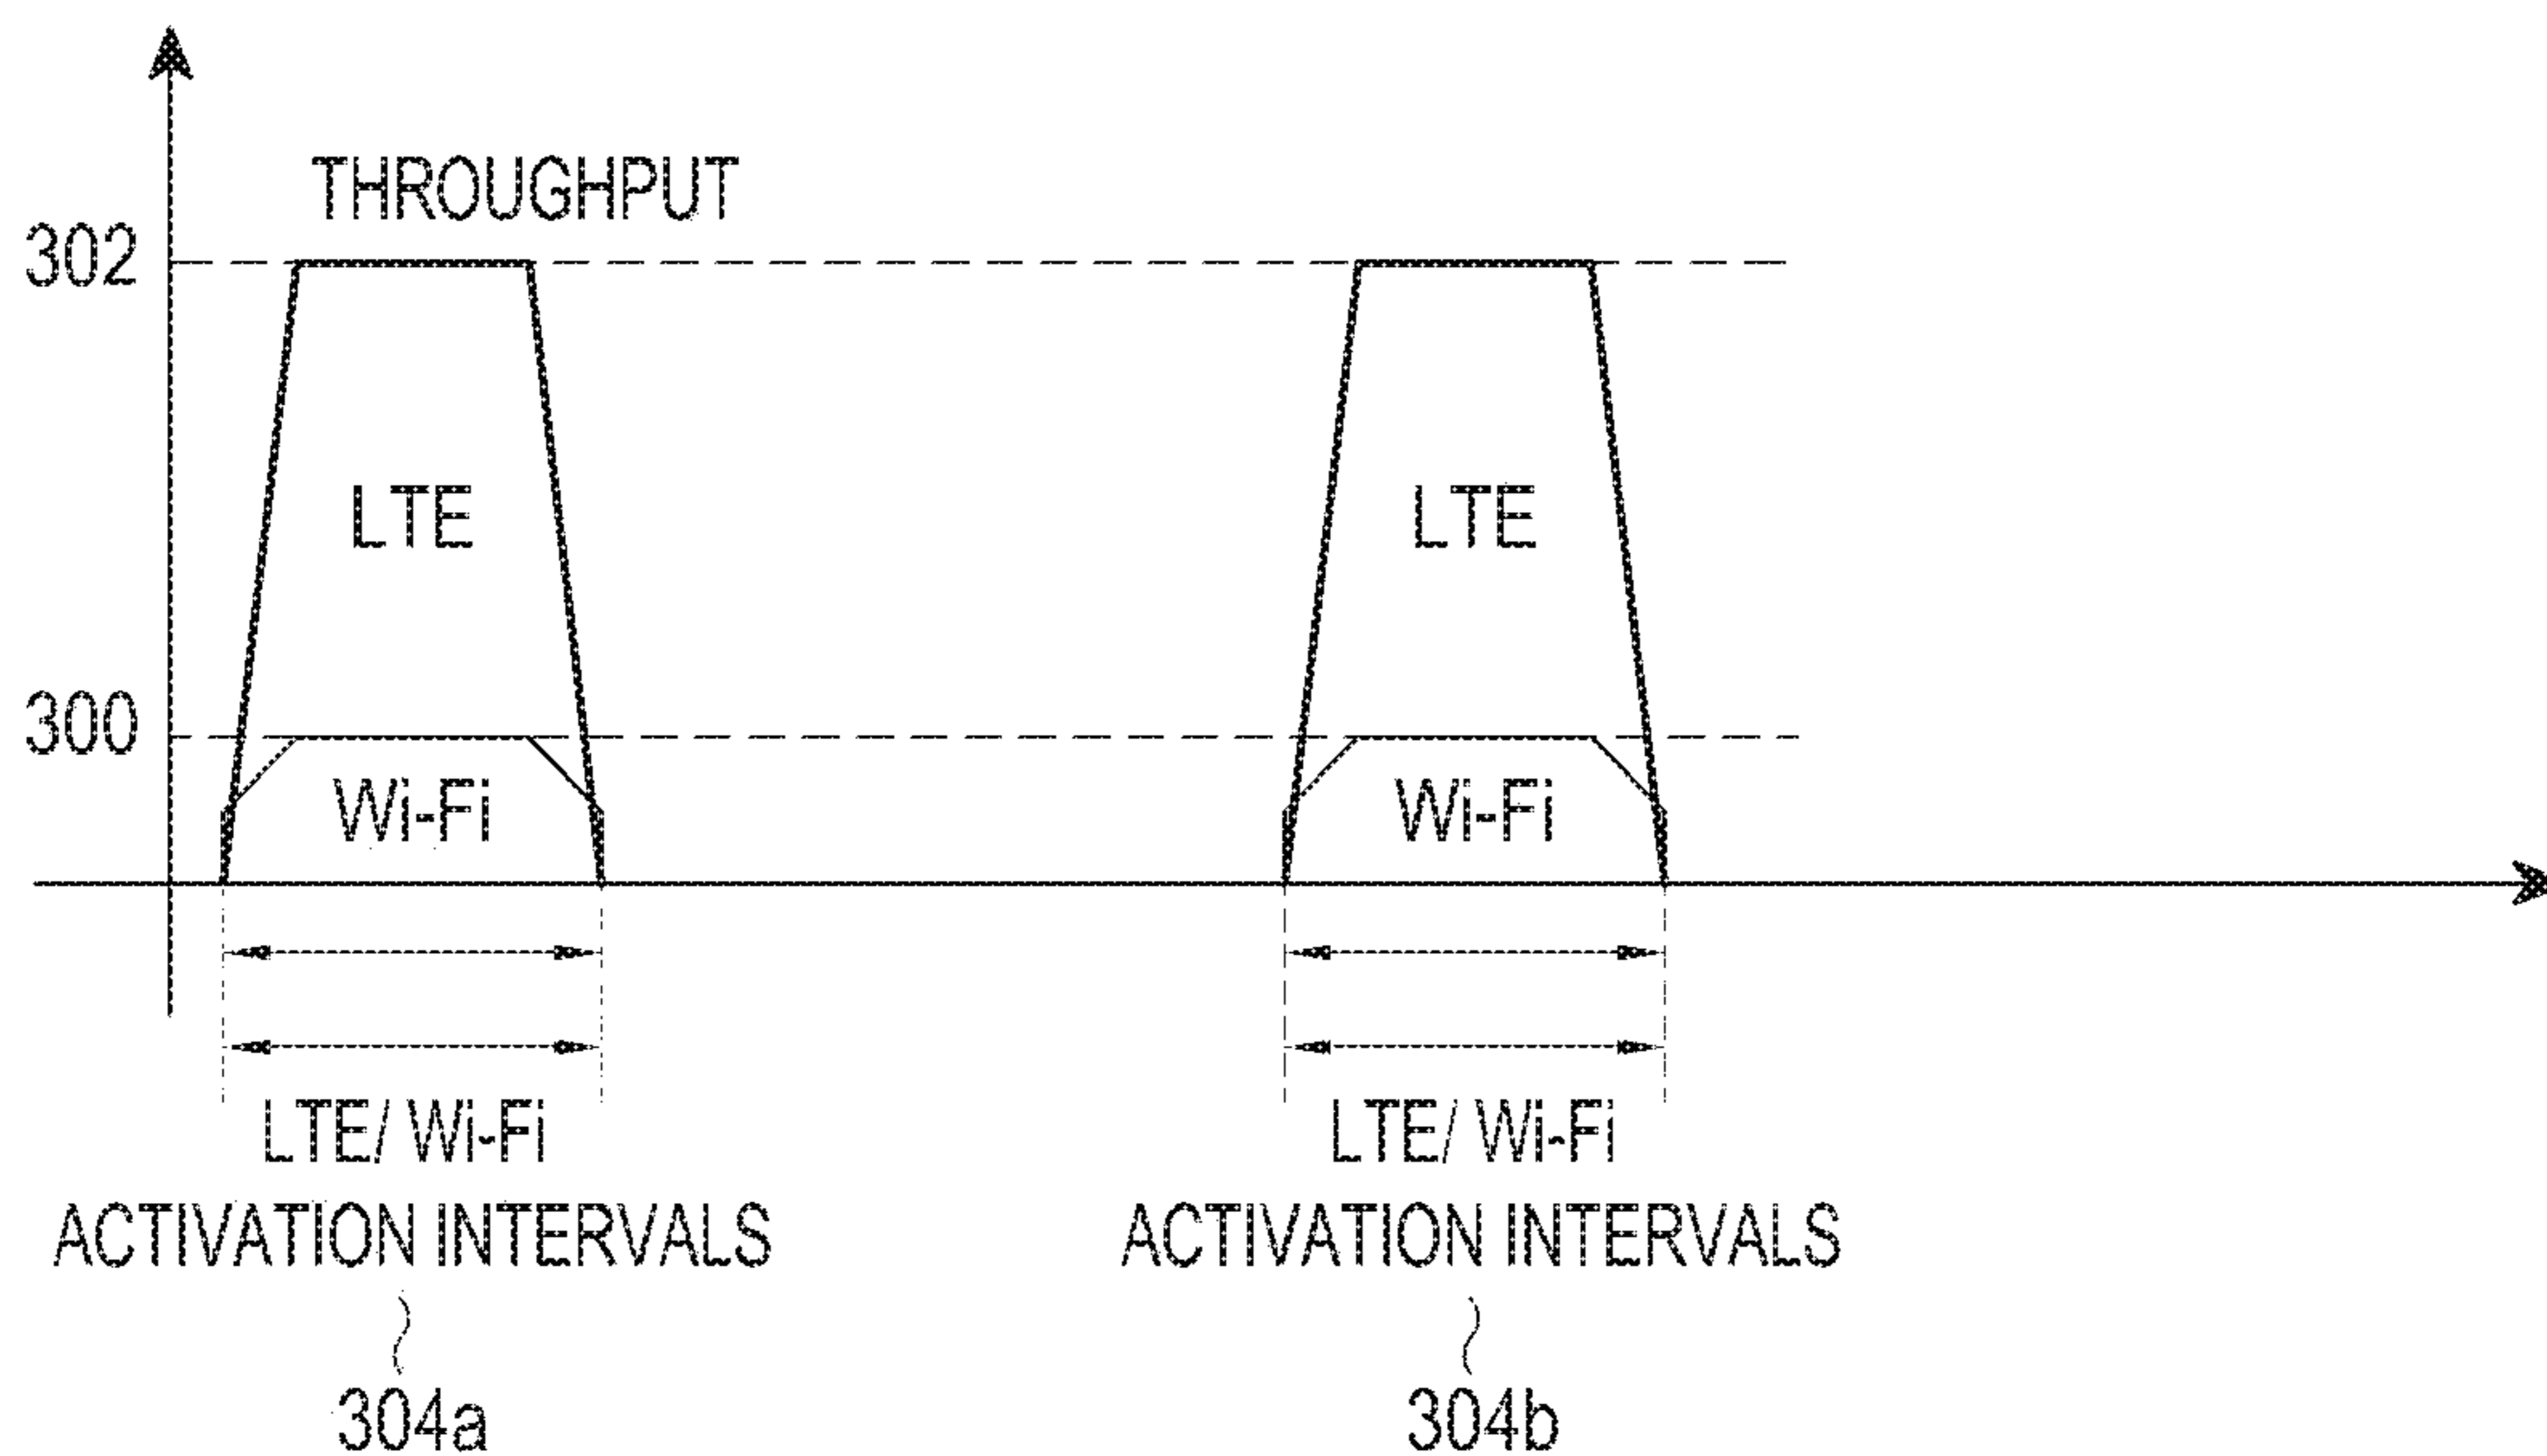 THROUGHPUT
302
LTE LTE
300
Wi-Fi Wi-Fi
LTE/ Wi-Fi LTE/ Wi-Fi
ACTIVATION INTERVALS ACTIVATION INTERVALS
304a 304b